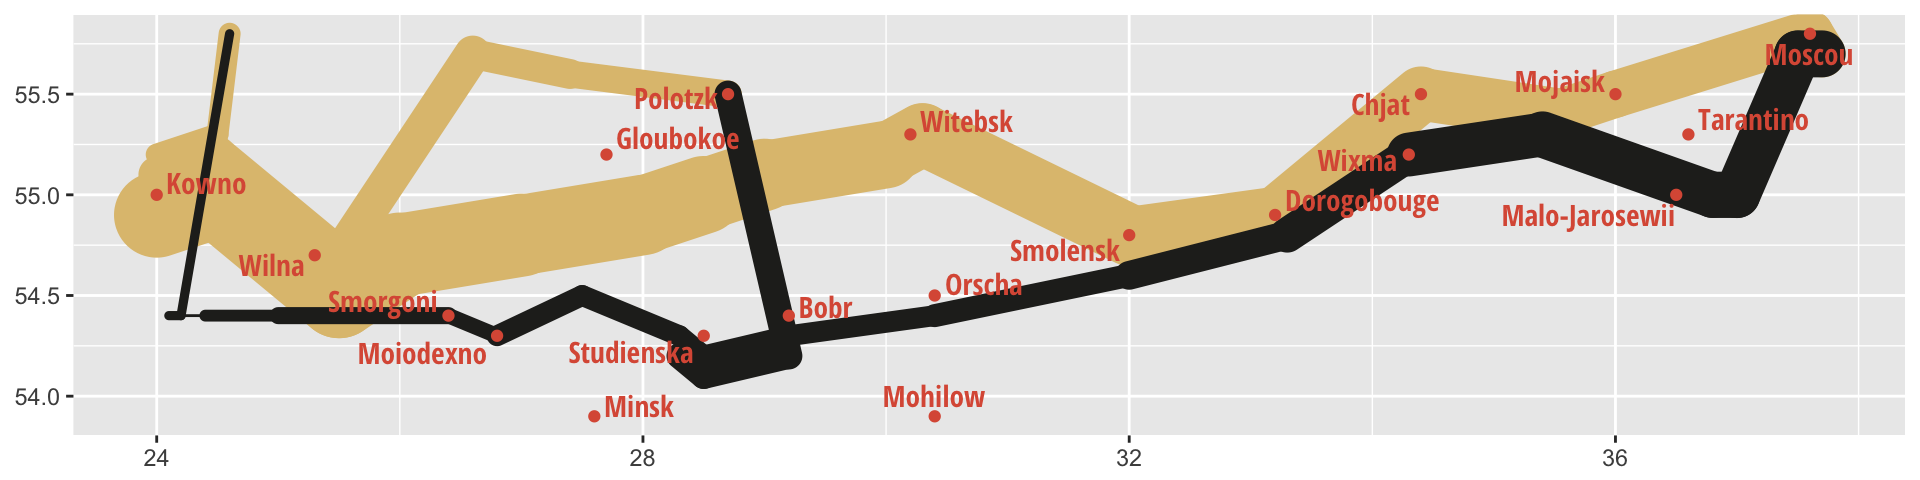 Moscou
Mojaisk
55.5
Polotzk
Chjat
Witebsk
Tarantino
Gloubokoe
Wixma
Kowno
55.0
Dorogobouge
Malo-Jarosewii
Smolensk
Wilna
Orscha
54.5
Smorgoni
Bobr
Moiodexno
Studienska
54.0
Mohilow
Minsk
24
28
32
36